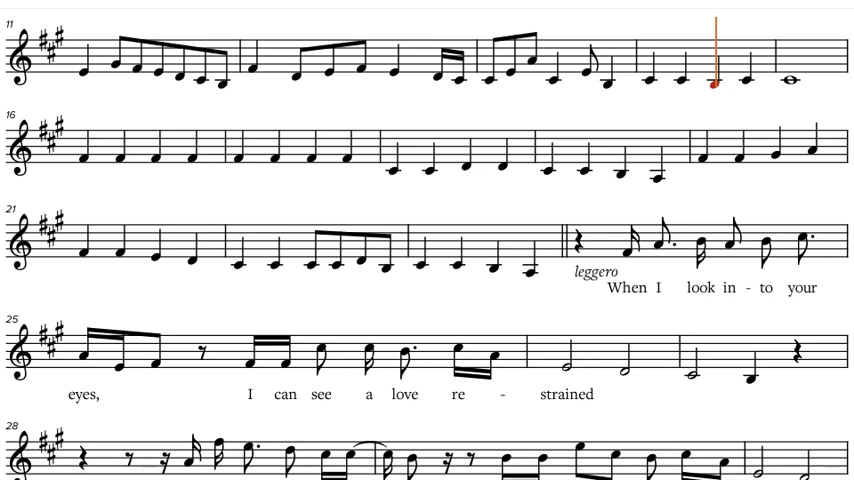 11
16
21
leggero
When I look in - to your
25
eyes, I can see a love re - strained
28